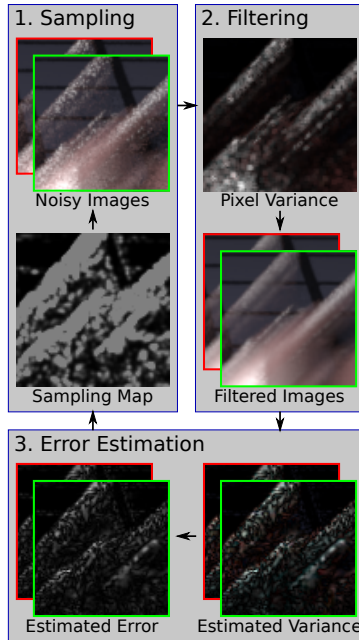 1. Sampling
Noisy Images
Sampling Map
2. Filtering
Pixel Variance
Filtered Images
3. Error Estimation
Estimated Error
Estimated Variance